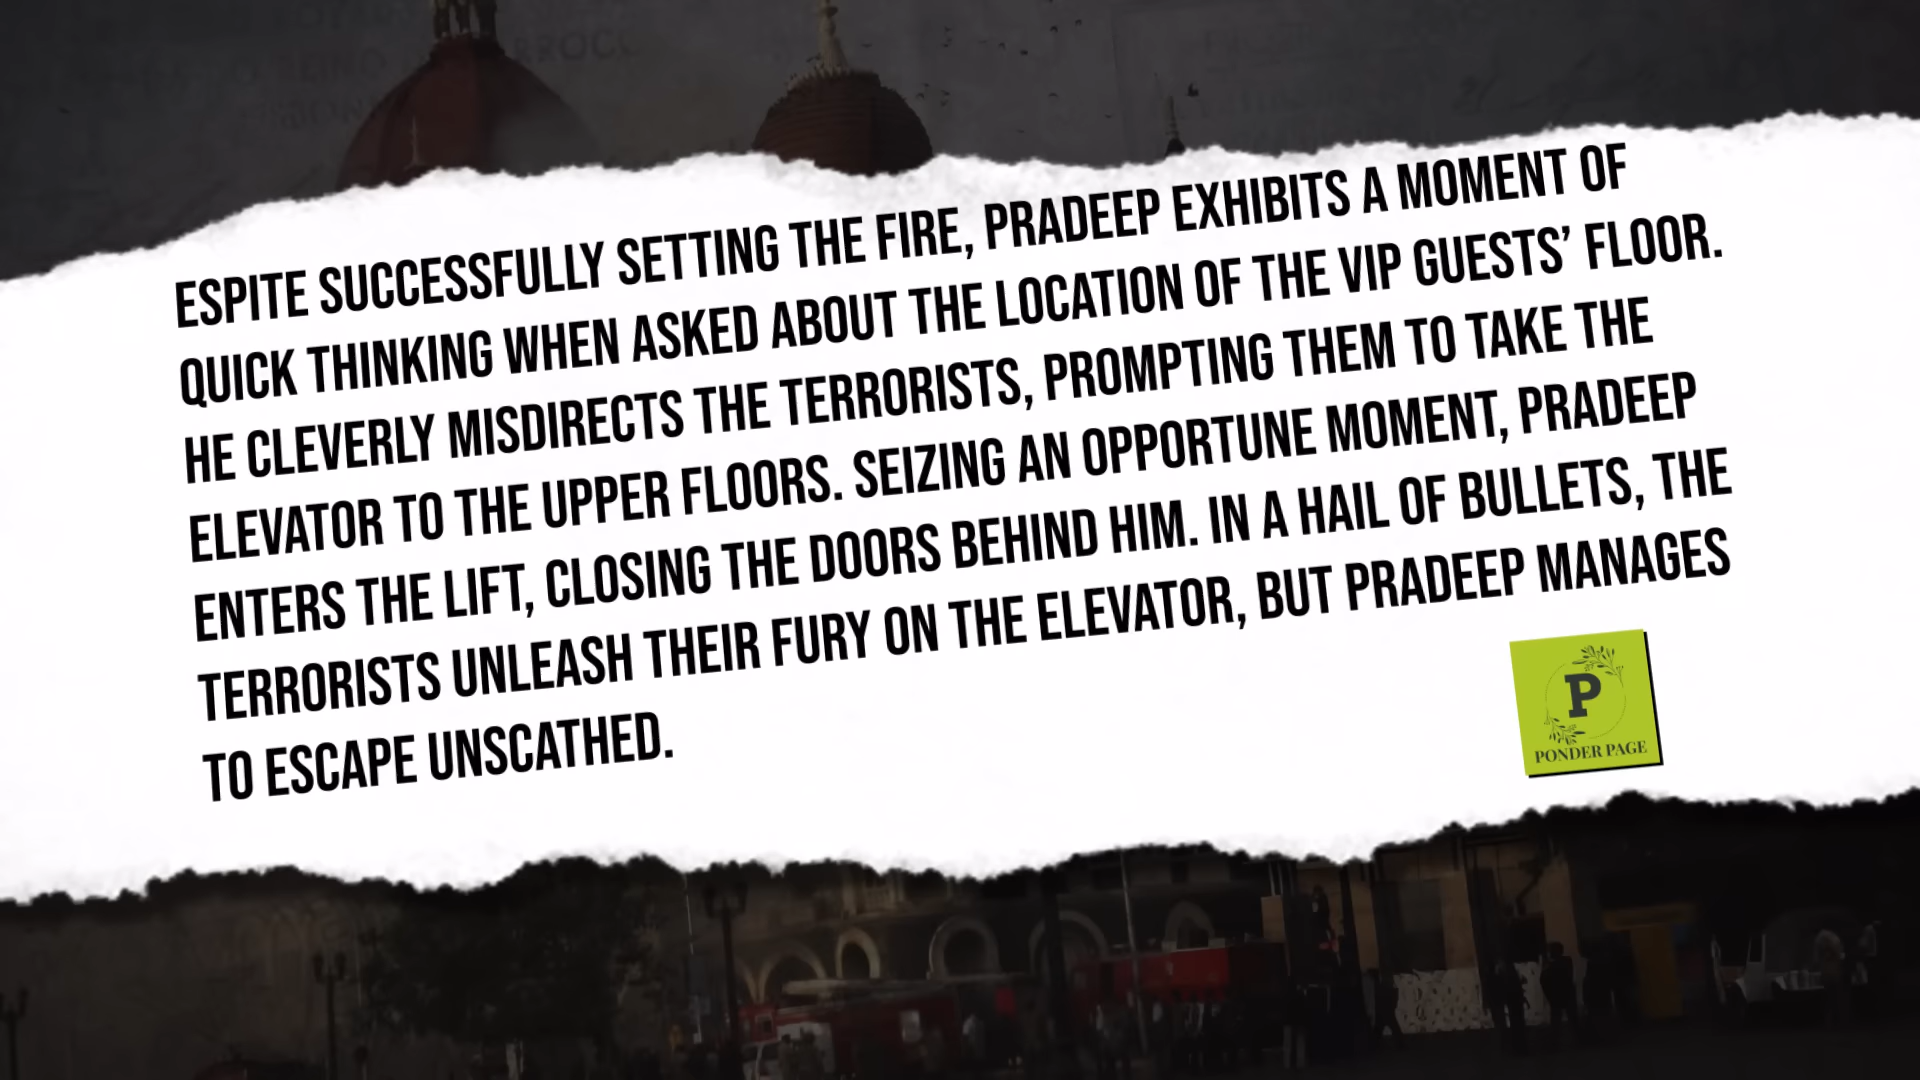 ESPITE SUCCESSFULLY SETTING THE FIRE, PRADEEP EXHIBITS A MOMENT OF
QUICK THINKING WHEN ASKED ABOUT THE LOCATION OF THE VIP GUESTS’ FLOOR.
HE CLEVERLY MISDIRECTS THE TERRORISTS, PROMPTING THEM TO TAKE THE
ELEVATOR TO THE UPPER FLOORS. SEIZING AN OPPORTUNE MOMENT, PRADEEP
ENTERS THE LIFT, CLOSING THE DOORS BEHIND HIM. IN A HAIL OF BULLETS, THE
TERRORISTS UNLEASH THEIR FURY ON THE ELEVATOR, BUT PRADEEP MANAGES
TO ESCAPE UNSCATHED.
P
PONDER PAGE